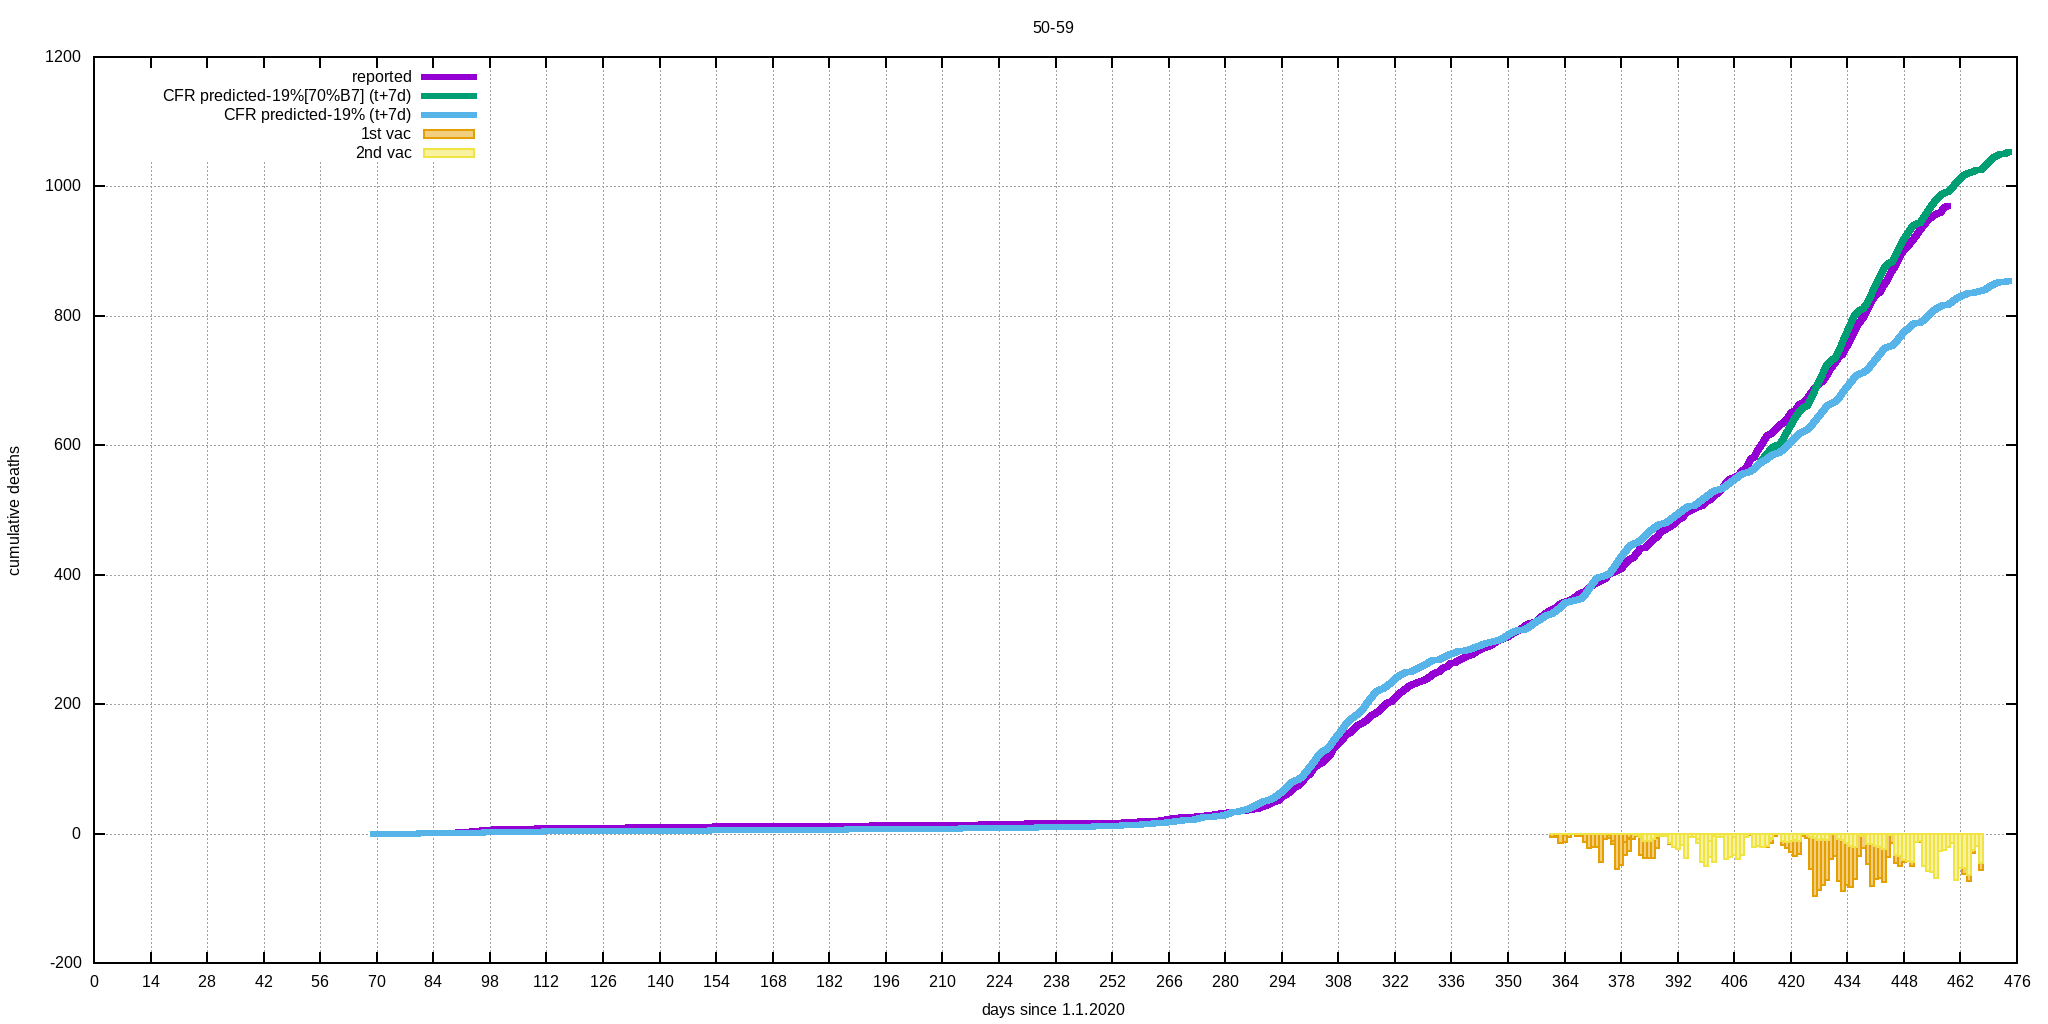 50-59
1200
1000
800
600
400
200
0
-200
cumulative deaths
reported
CFR predicted-19%[70%B7] (t+7d)
CFR predicted-19% (t+7d)
1st vac
2nd vac
0 14 28 42 56 70 84 98 112 126 140 154 168 182 196 210 224 238 252 266 280 294 308 322 336 350 364 378 392 406 420 434 448 462 476
days since 1.1.2020